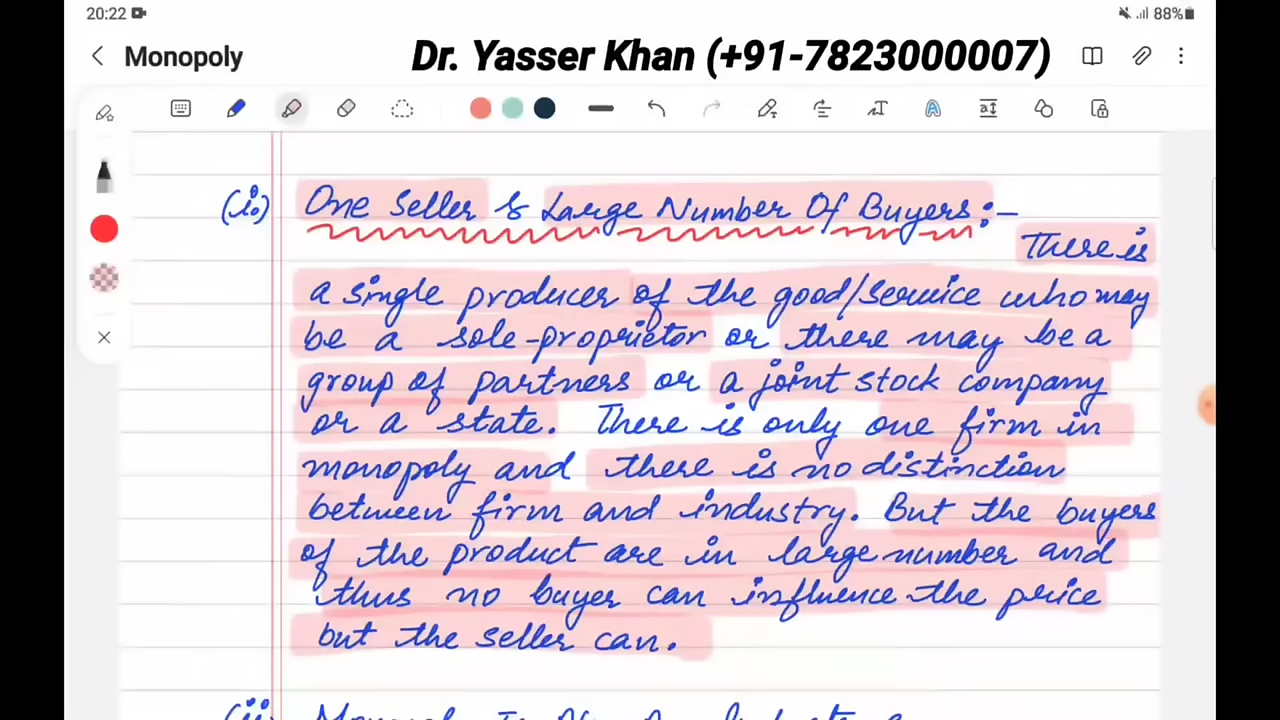 20:22
88%
Monopoly
Dr. Yasser Khan (+91-7823000007)
(i.) One Seller & Large Number Of Buyers :-
There is
a single producer of the good/service who may
be a sole-proprietor or there may be a
group of partners or a joint stock company
or a state. There is only one firm in
monopoly and there is no distinction
between firm and industry. But the buyers
of the product are in large number and
thus no buyer can influence the price
but the seller can.
(ii)